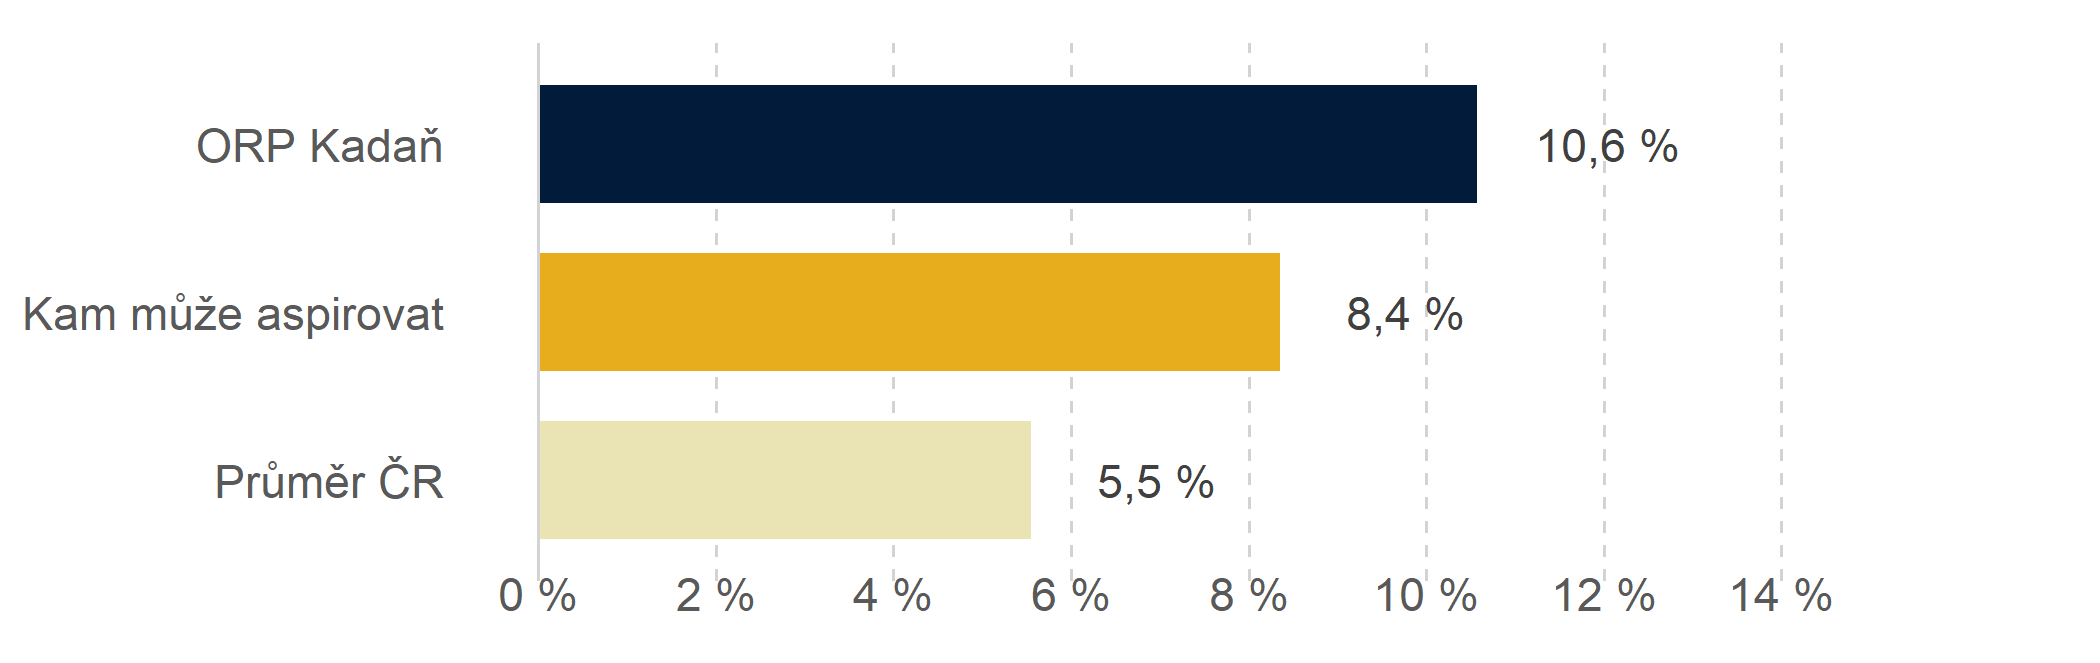 ORP Kadaň 10,6 %
Kam může aspirovat 8,4 %
Průměr ČR 5,5 %
0 % 2 % 4 % 6 % 8 % 10 % 12 % 14 %